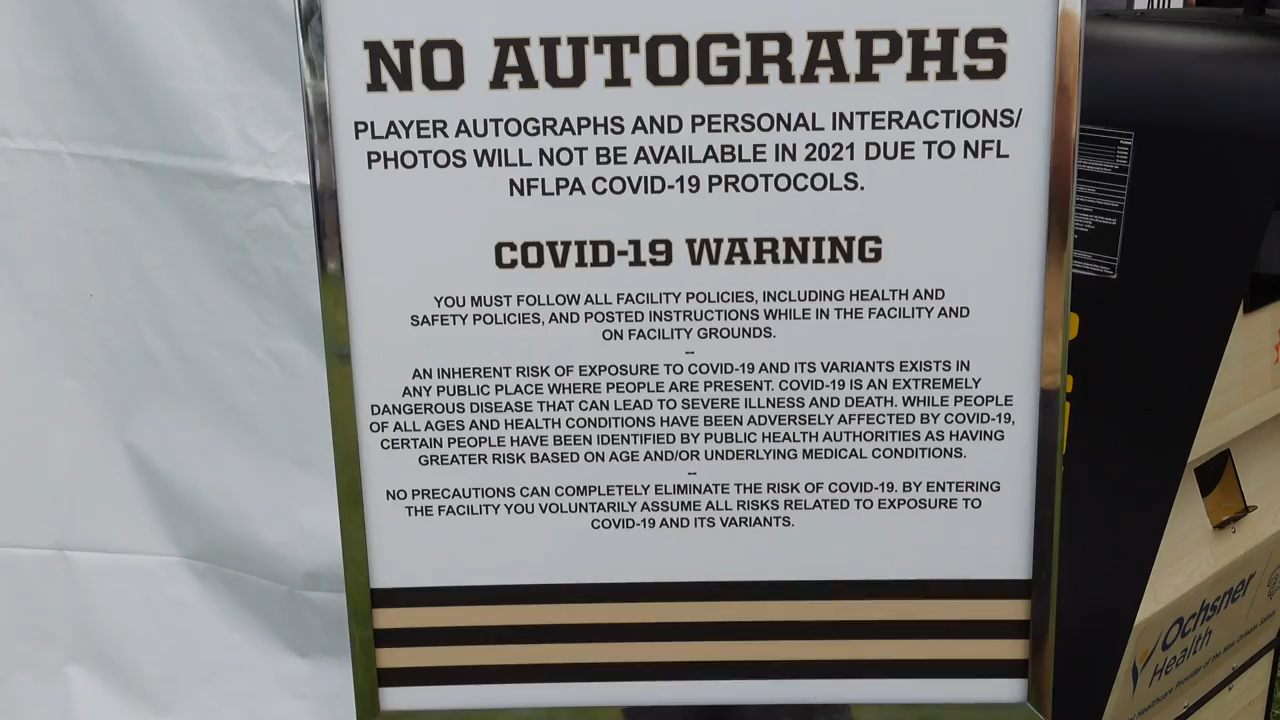 NO AUTOGRAPHS
PLAYER AUTOGRAPHS AND PERSONAL INTERACTIONS/
PHOTOS WILL NOT BE AVAILABLE IN 2021 DUE TO NFL
NFLPA COVID-19 PROTOCOLS.
COVID-19 WARNING
YOU MUST FOLLOW ALL FACILITY POLICIES, INCLUDING HEALTH AND
SAFETY POLICIES, AND POSTED INSTRUCTIONS WHILE IN THE FACILITY AND
ON FACILITY GROUNDS.
--
AN INHERENT RISK OF EXPOSURE TO COVID-19 AND ITS VARIANTS EXISTS IN
ANY PUBLIC PLACE WHERE PEOPLE ARE PRESENT. COVID-19 IS AN EXTREMELY
DANGEROUS DISEASE THAT CAN LEAD TO SEVERE ILLNESS AND DEATH. WHILE PEOPLE
OF ALL AGES AND HEALTH CONDITIONS HAVE BEEN ADVERSELY AFFECTED BY COVID-19,
CERTAIN PEOPLE HAVE BEEN IDENTIFIED BY PUBLIC HEALTH AUTHORITIES AS HAVING
GREATER RISK BASED ON AGE AND/OR UNDERLYING MEDICAL CONDITIONS.
--
NO PRECAUTIONS CAN COMPLETELY ELIMINATE THE RISK OF COVID-19. BY ENTERING
THE FACILITY YOU VOLUNTARILY ASSUME ALL RISKS RELATED TO EXPOSURE TO
COVID-19 AND ITS VARIANTS.
Ochsner
Health
Healthcare Provider of the New Orleans Saints